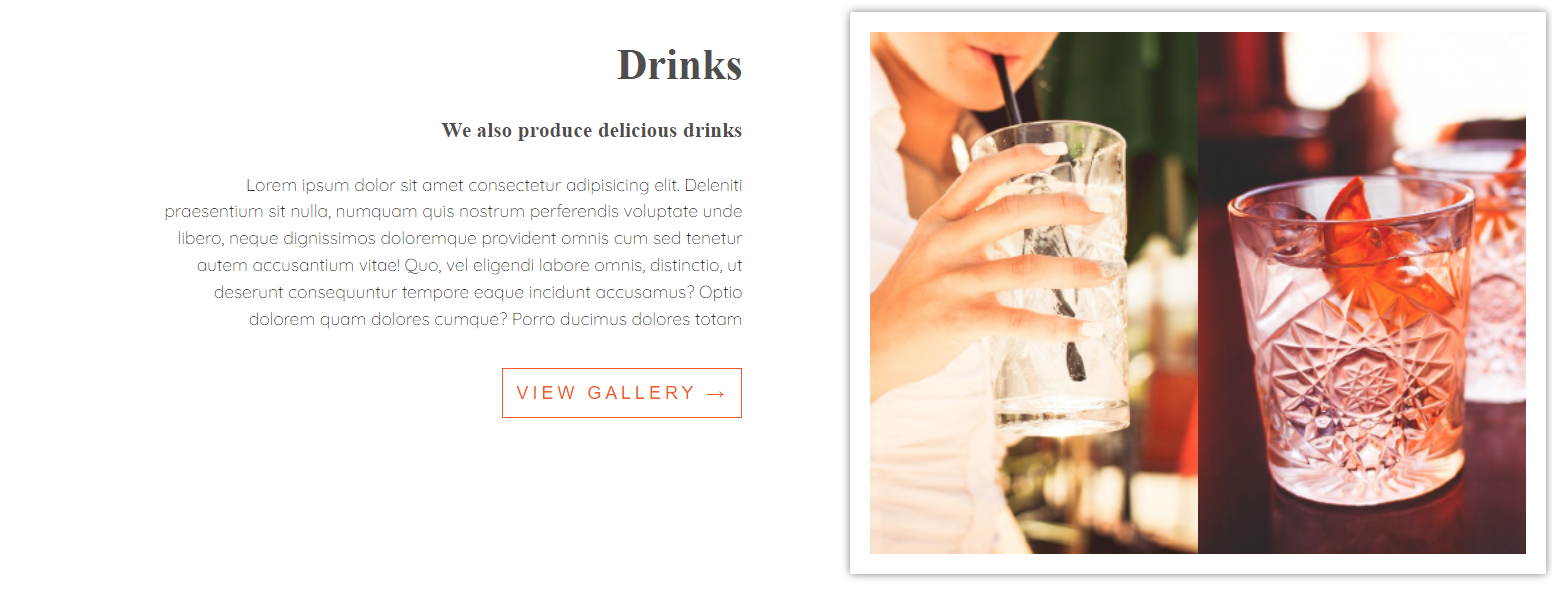 Drinks
We also produce delicious drinks
Lorem ipsum dolor sit amet consectetur adipisicing elit. Deleniti
praesentium sit nulla, numquam quis nostrum perferendis voluptate unde
libero, neque dignissimos doloremque provident omnis cum sed tenetur
autem accusantium vitae! Quo, vel eligendi labore omnis, distinctio, ut
deserunt consequuntur tempore eaque incidunt accusamus? Optio
dolorem quam dolores cumque? Porro ducimus dolores totam
VIEW GALLERY →